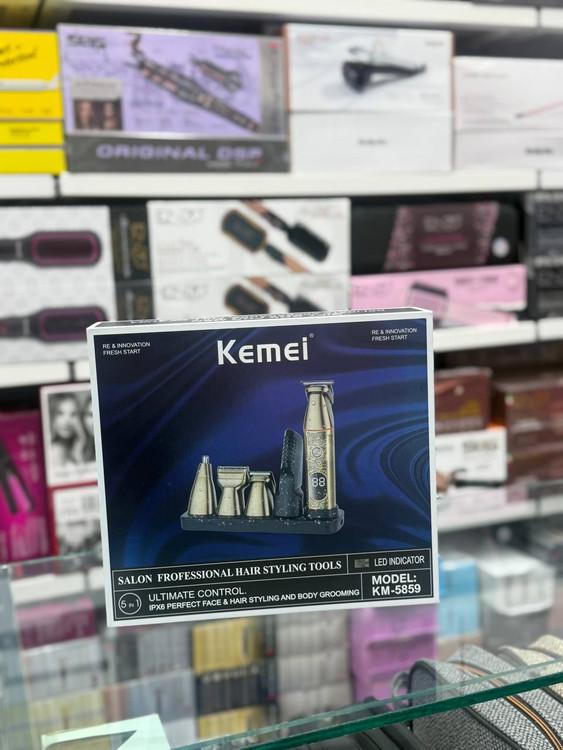 ORIGINAL DSP
RE & INNOVATION
FRESH START
Kemei®
RE & INNOVATION
FRESH START
88
SALON PROFESSIONAL HAIR STYLING TOOLS
LED INDICATOR
5 IN 1
ULTIMATE CONTROL.
IPX6 PERFECT FACE & HAIR STYLING AND BODY GROOMING
MODEL:
KM-5859